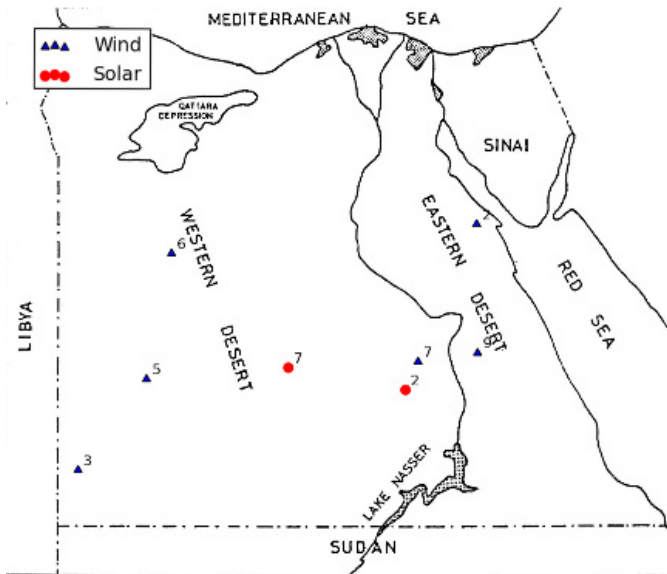 MEDITERRANEAN SEA
Wind
Solar
QATTARA
DEPRESSION
SINAI
2
EASTERN
DESERT
WESTERN
DESERT
6
RED SEA
LIBYA
7
7
5
2
3
LAKE NASSER
SUDAN